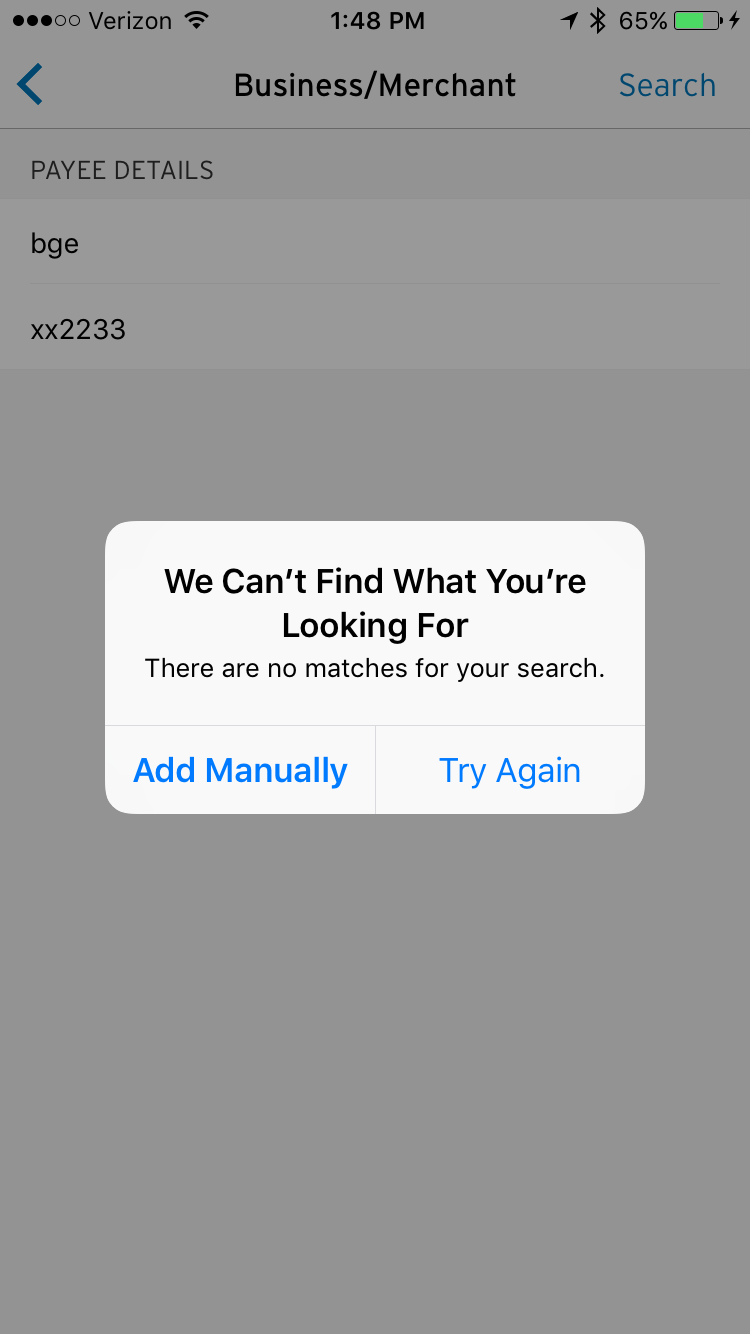 Verizon 1:48 PM 65%
Business/Merchant Search
PAYEE DETAILS
bge
xx2233
We Can’t Find What You’re
Looking For
There are no matches for your search.
Add Manually Try Again